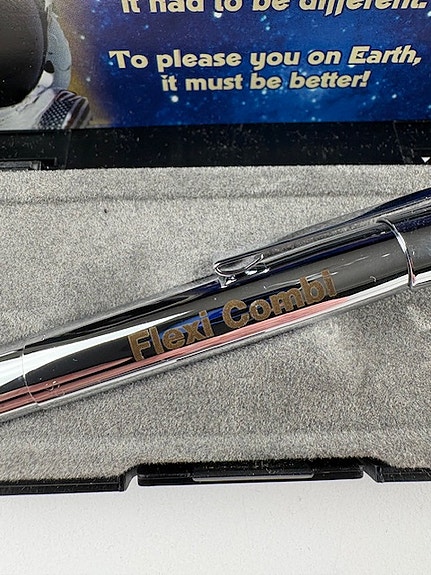 it had to be different.
To please you on Earth,
it must be better!
Flexi Combi